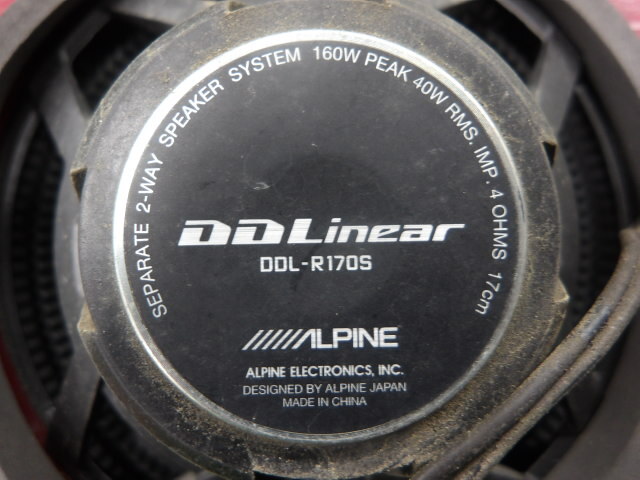 SEPARATE 2-WAY SPEAKER SYSTEM 160W PEAK 40W RMS. IMP. 4 OHMS 17cm
DDLinear
DDL-R170S
/////ALPINE
ALPINE ELECTRONICS, INC.
DESIGNED BY ALPINE JAPAN
MADE IN CHINA